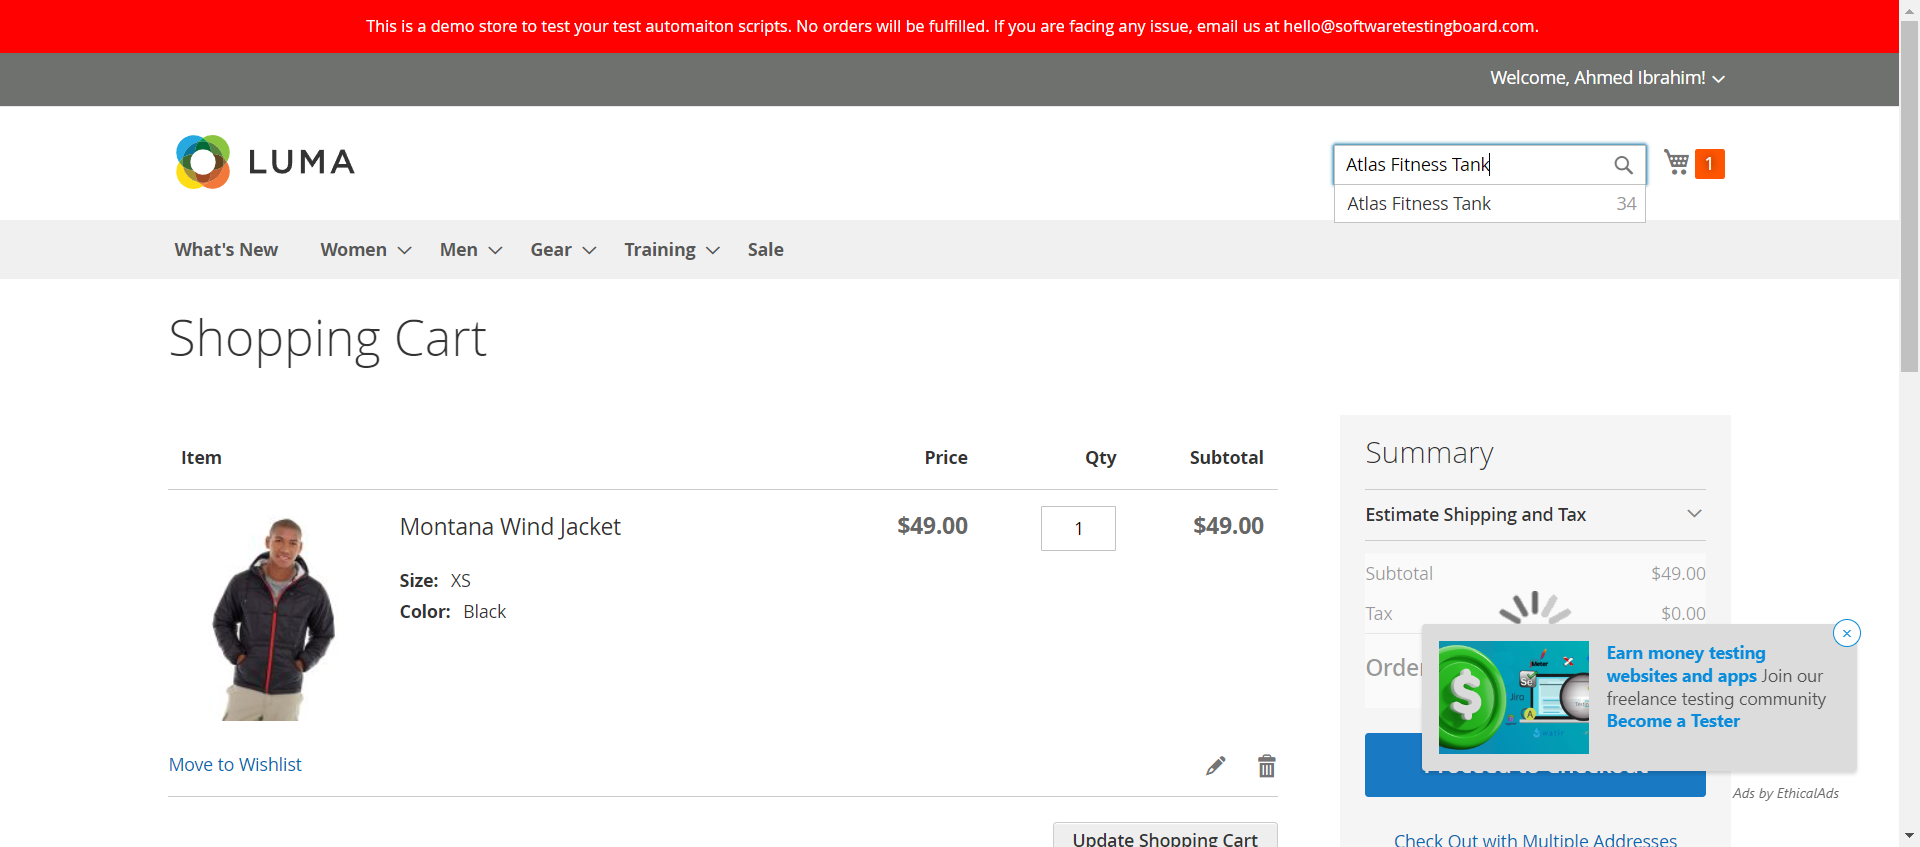 This is a demo store to test your test automaiton scripts. No orders will be fulfilled. If you are facing any issue, email us at hello@softwaretestingboard.com.
Welcome, Ahmed Ibrahim!
LUMA
Atlas Fitness Tank
1
Atlas Fitness Tank 34
What's New Women Men Gear Training Sale
Shopping Cart
Item Price Qty Subtotal
Montana Wind Jacket $49.00 1 $49.00
Size: XS
Color: Black
Move to Wishlist
Update Shopping Cart
Summary
Estimate Shipping and Tax
Subtotal $49.00
Tax $0.00
Order
Earn money testing
websites and apps Join our
freelance testing community
Become a Tester
Proceed to Checkout
Ads by EthicalAds
Check Out with Multiple Addresses